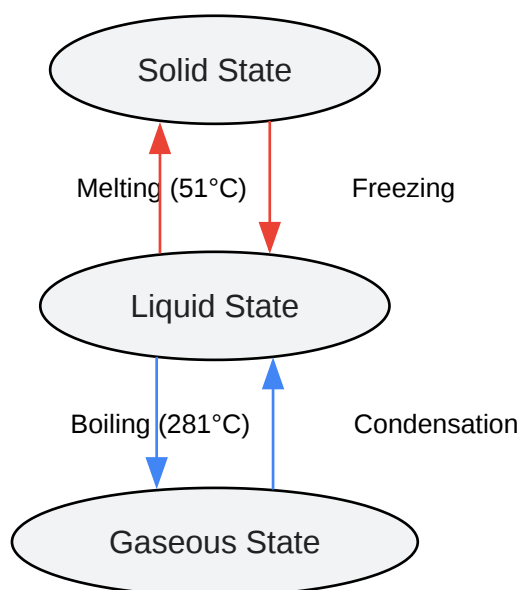 Solid State
Melting (51°C) Freezing
Liquid State
Boiling (281°C) Condensation
Gaseous State